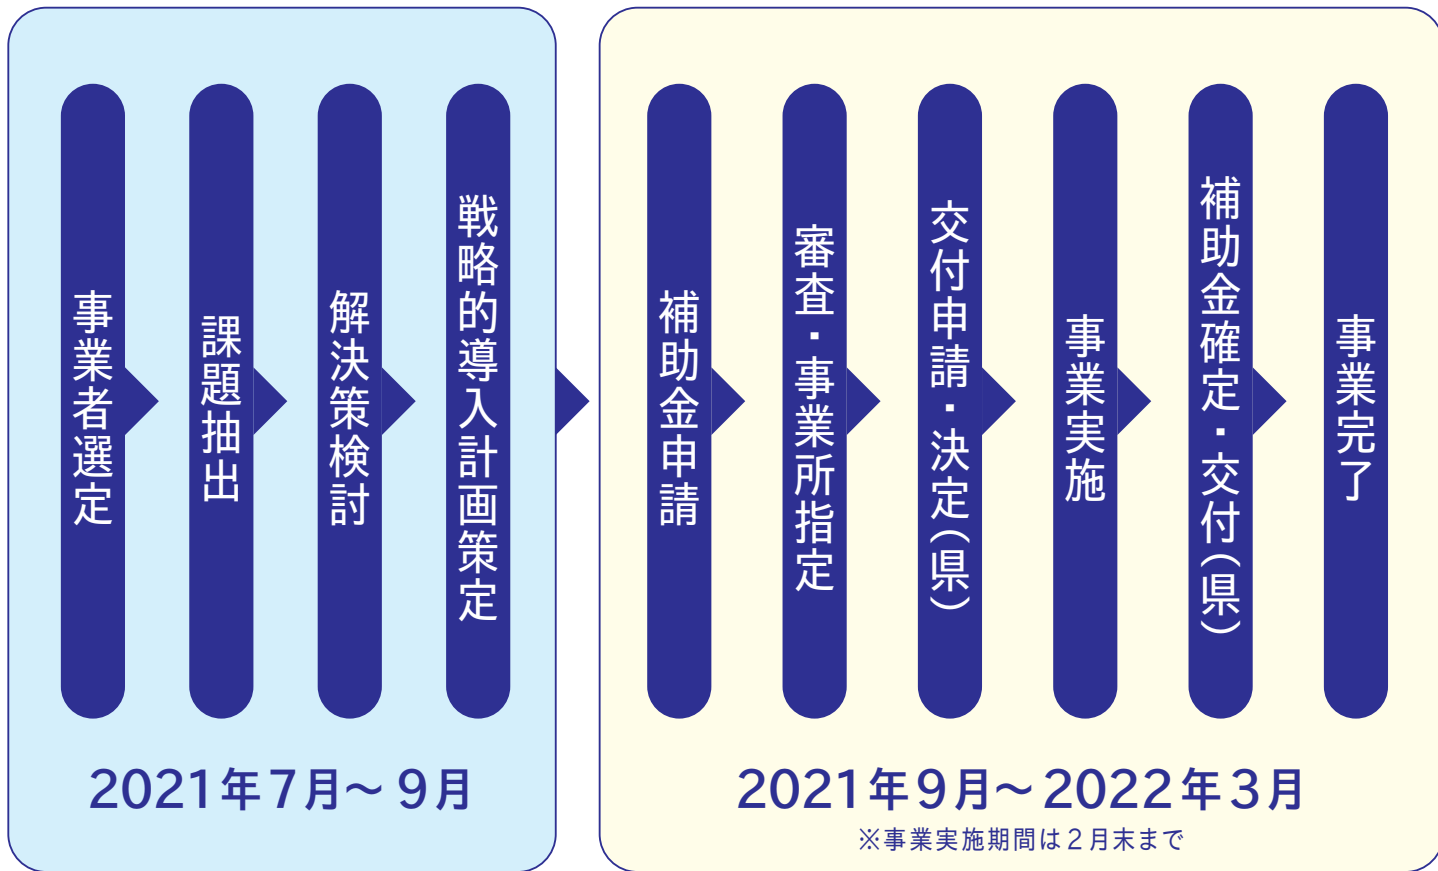 事業者選定
課題抽出
解決策検討
戦略的導入計画策定
2021年7月～9月
補助金申請
審査・事業所指定
交付申請・決定（県）
事業実施
補助金確定・交付（県）
事業完了
2021年9月～2022年3月
※事業実施期間は2月末まで